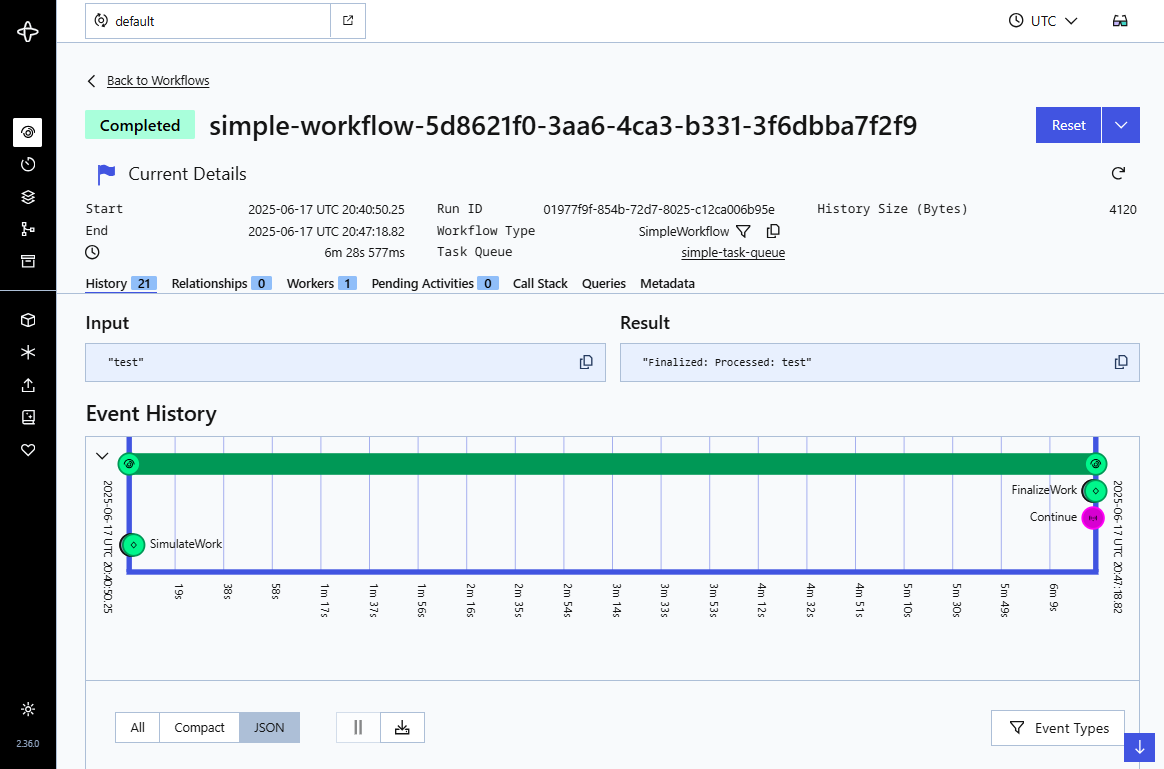 default
UTC
Back to Workflows
Completed simple-workflow-5d8621f0-3aa6-4ca3-b331-3f6dbba7f2f9
Reset
Current Details
Start 2025-06-17 UTC 20:40:50.25 Run ID 01977f9f-854b-72d7-8025-c12ca006b95e History Size (Bytes) 4120
End 2025-06-17 UTC 20:47:18.82 Workflow Type SimpleWorkflow
6m 28s 577ms Task Queue simple-task-queue
History 21 Relationships 0 Workers 1 Pending Activities 0 Call Stack Queries Metadata
Input Result
"test" "Finalized: Processed: test"
Event History
2025-06-17 UTC 20:40:50.25
FinalizeWork
Continue
SimulateWork
2025-06-17 UTC 20:47:18.82
19s 38s 58s 1m 17s 1m 37s 1m 56s 2m 16s 2m 35s 2m 54s 3m 14s 3m 33s 3m 53s 4m 12s 4m 32s 4m 51s 5m 10s 5m 30s 5m 49s 6m 9s
All Compact JSON Event Types
2.36.0